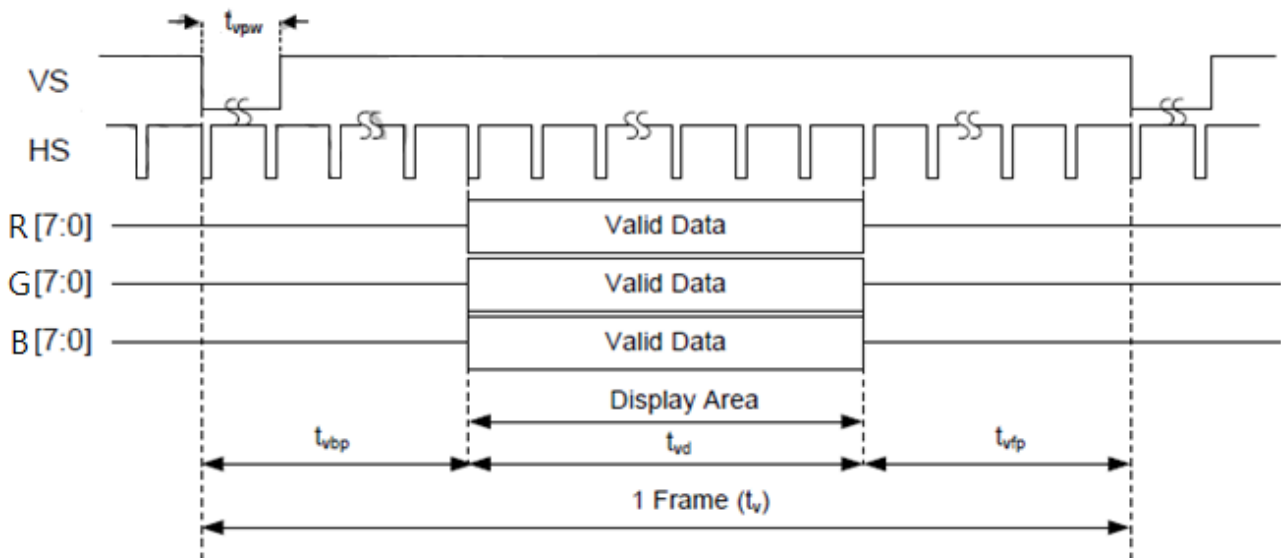 tvpw
VS
HS
R [7:0] Valid Data
G[7:0] Valid Data
B [7:0] Valid Data
Display Area
tvbp tvd tvfp
1 Frame (tv)